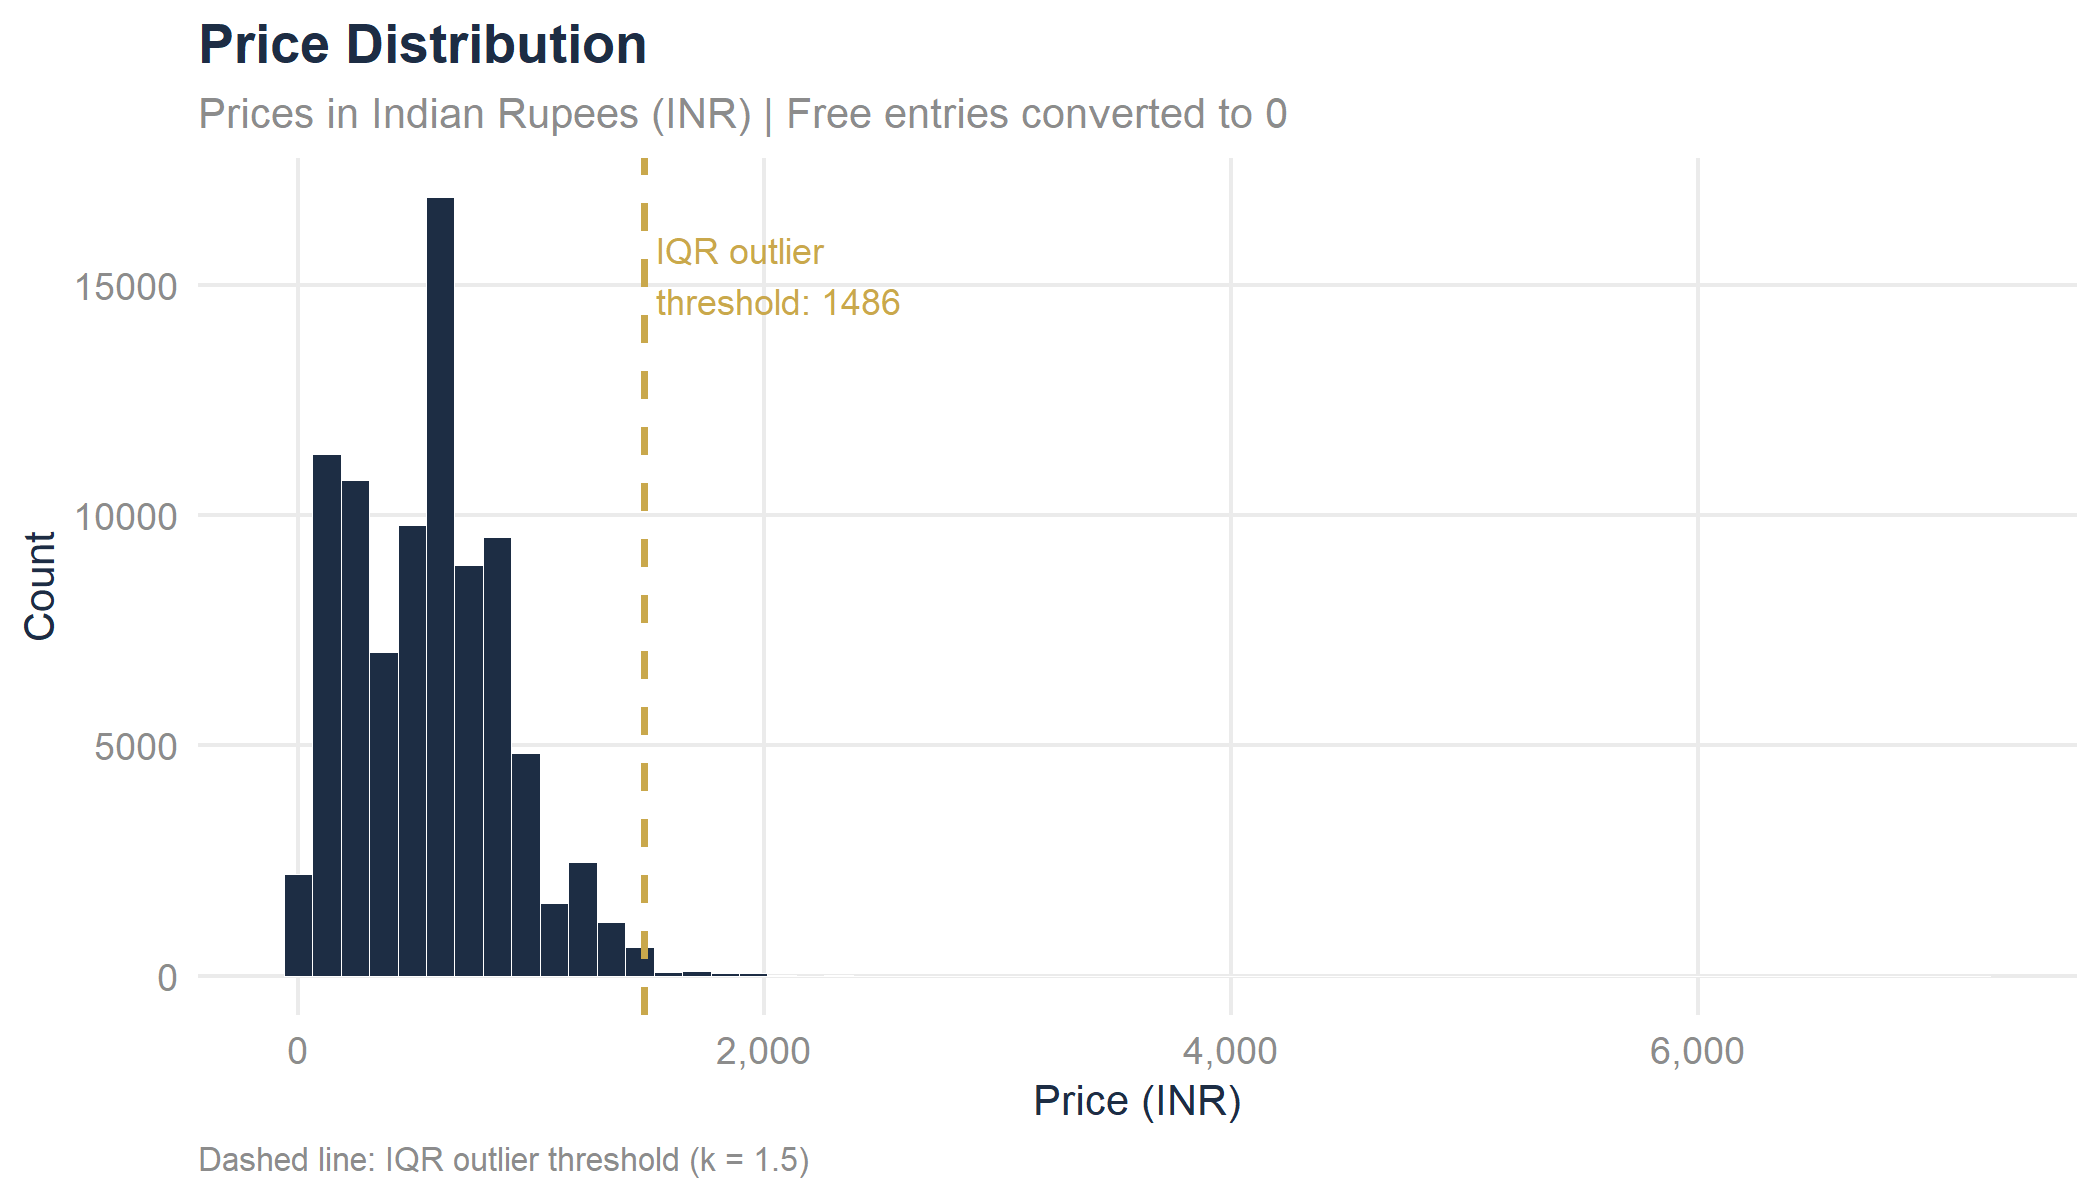 Price Distribution
Prices in Indian Rupees (INR) | Free entries converted to 0
IQR outlier
threshold: 1486
15000
10000
5000
0
Count
0
2,000
4,000
6,000
Price (INR)
Dashed line: IQR outlier threshold (k = 1.5)